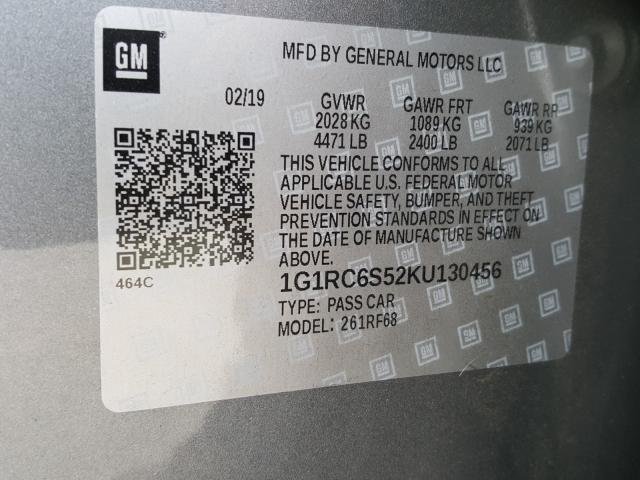 GM
MFD BY GENERAL MOTORS LLC
02/19
GVWR GAWR FRT GAWR RR
2028 KG 1089 KG 939 KG
4471 LB 2400 LB 2071 LB
THIS VEHICLE CONFORMS TO ALL
APPLICABLE U.S. FEDERAL MOTOR
VEHICLE SAFETY, BUMPER, AND THEFT
PREVENTION STANDARDS IN EFFECT ON
THE DATE OF MANUFACTURE SHOWN
ABOVE.
1G1RC6S52KU130456
464C
TYPE: PASS CAR
MODEL: 261RF68